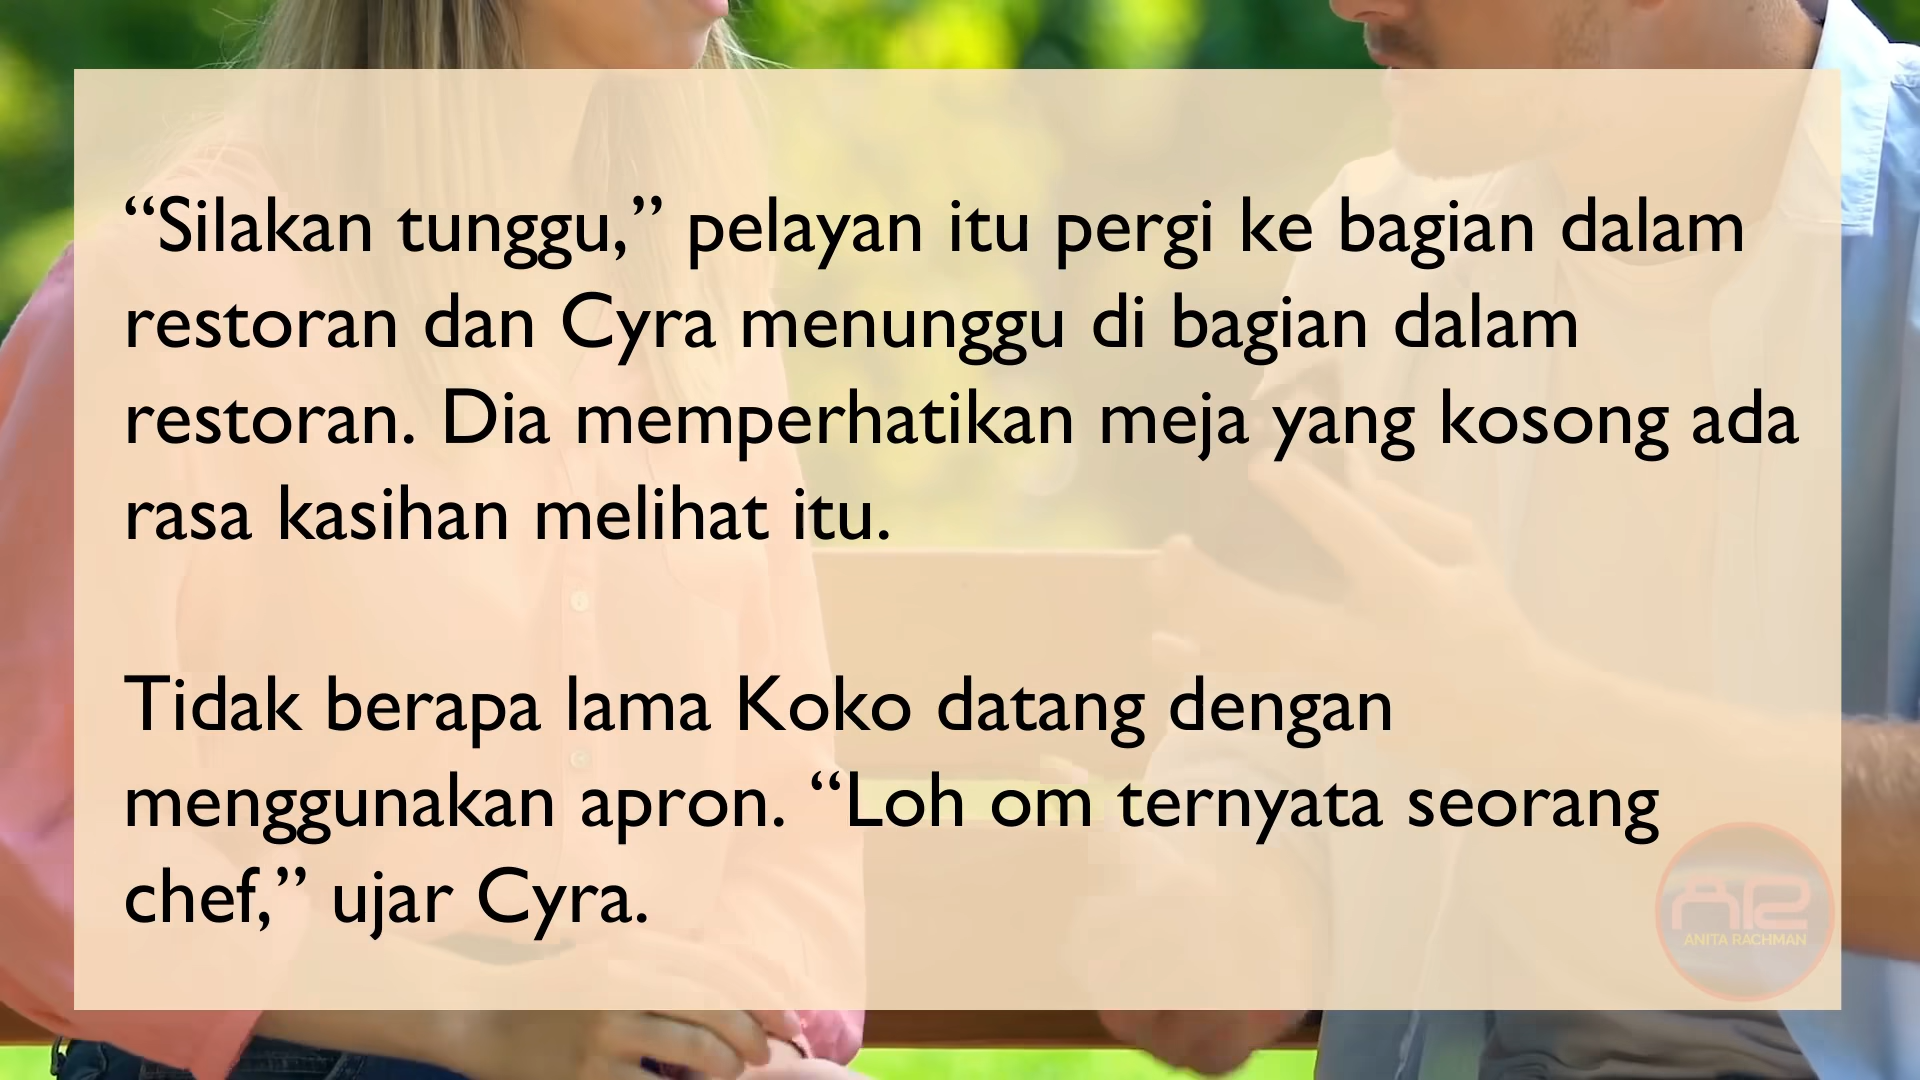 “Silakan tunggu,” pelayan itu pergi ke bagian dalam
restoran dan Cyra menunggu di bagian dalam
restoran. Dia memperhatikan meja yang kosong ada
rasa kasihan melihat itu.
Tidak berapa lama Koko datang dengan
menggunakan apron. “Loh om ternyata seorang
chef,” ujar Cyra.
AR
ANITA RACHMAN